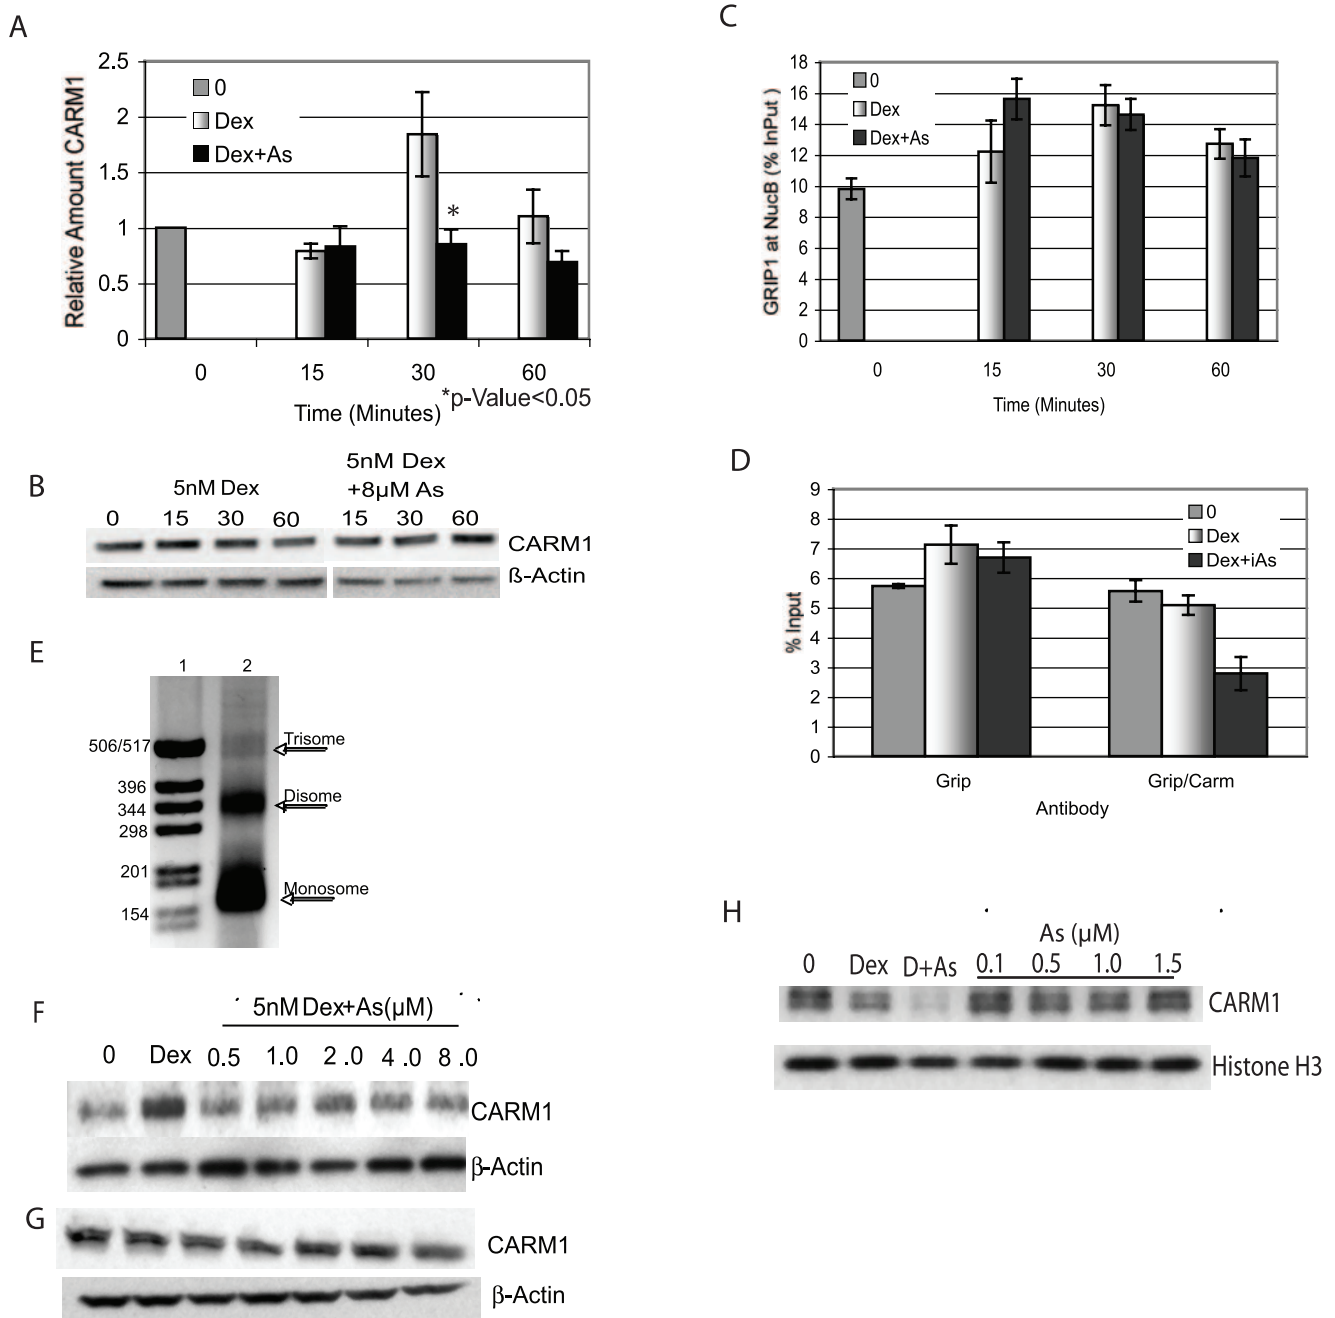 A
Relative Amount CARM1
2.5
2
1.5
1
0.5
0
0
Dex
Dex+As
*
0
15
30
60
Time (Minutes)
*p-Value<0.05
C
GRIP1 at NucB (% InPut )
18
16
14
12
10
8
6
4
2
0
0
Dex
Dex+As
0
15
30
60
Time (Minutes)
B
5nM Dex
5nM Dex
+8µM As
0 15 30 60 15 30 60
CARM1
ß-Actin
D
% Input
9
8
7
6
5
4
3
2
1
0
0
Dex
Dex+iAs
Grip
Grip/Carm
Antibody
E
1 2
506/517
396
344
298
201
154
Trisome
Disome
Monosome
F
5nM Dex+As(µM)
0 Dex 0.5 1.0 2 .0 4 .0 8 .0
CARM1
β-Actin
G
CARM1
β-Actin
H
As (µM)
0 Dex D+As 0.1 0.5 1.0 1.5
CARM1
Histone H3